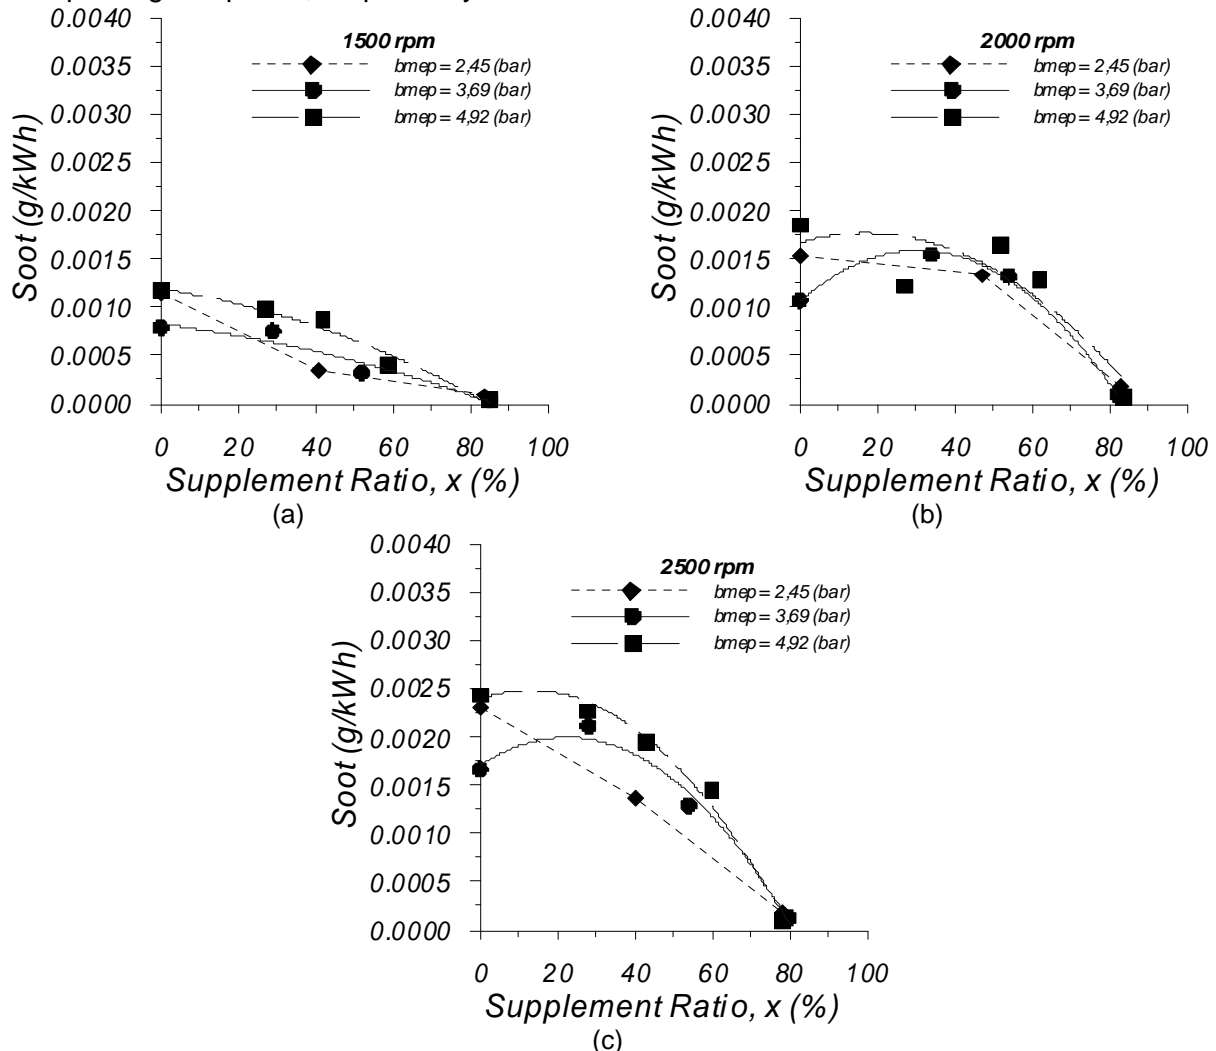 1500 rpm
bmep = 2,45 (bar)
bmep = 3,69 (bar)
bmep = 4,92 (bar)
Soot (g/kWh)
0.0040
0.0035
0.0030
0.0025
0.0020
0.0015
0.0010
0.0005
0.0000
0 20 40 60 80 100
Supplement Ratio, x (%)
(a)
2000 rpm
bmep = 2,45 (bar)
bmep = 3,69 (bar)
bmep = 4,92 (bar)
Soot (g/kWh)
0.0040
0.0035
0.0030
0.0025
0.0020
0.0015
0.0010
0.0005
0.0000
0 20 40 60 80 100
Supplement Ratio, x (%)
(b)
2500 rpm
bmep = 2,45 (bar)
bmep = 3,69 (bar)
bmep = 4,92 (bar)
Soot (g/kWh)
0.0040
0.0035
0.0030
0.0025
0.0020
0.0015
0.0010
0.0005
0.0000
0 20 40 60 80 100
Supplement Ratio, x (%)
(c)